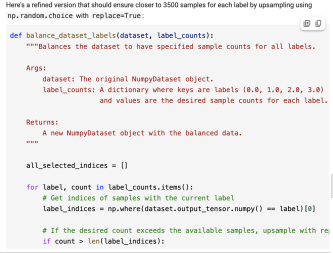 Here's a refined version that should ensure closer to 3500 samples for each label by upsampling using
np.random.choice with replace=True:
def balance_dataset_labels(dataset, label_counts):
    """Balances the dataset to have specified sample counts for all labels.
    Args:
        dataset: The original NumpyDataset object.
        label_counts: A dictionary where keys are labels (0.0, 1.0, 2.0, 3.0)
                      and values are the desired sample counts for each label.
    Returns:
        A new NumpyDataset object with the balanced data.
    """
    all_selected_indices = []
    for label, count in label_counts.items():
        # Get indices of samples with the current label
        label_indices = np.where(dataset.output_tensor.numpy() == label)[0]
        # If the desired count exceeds the available samples, upsample with
        if count > len(label_indices):